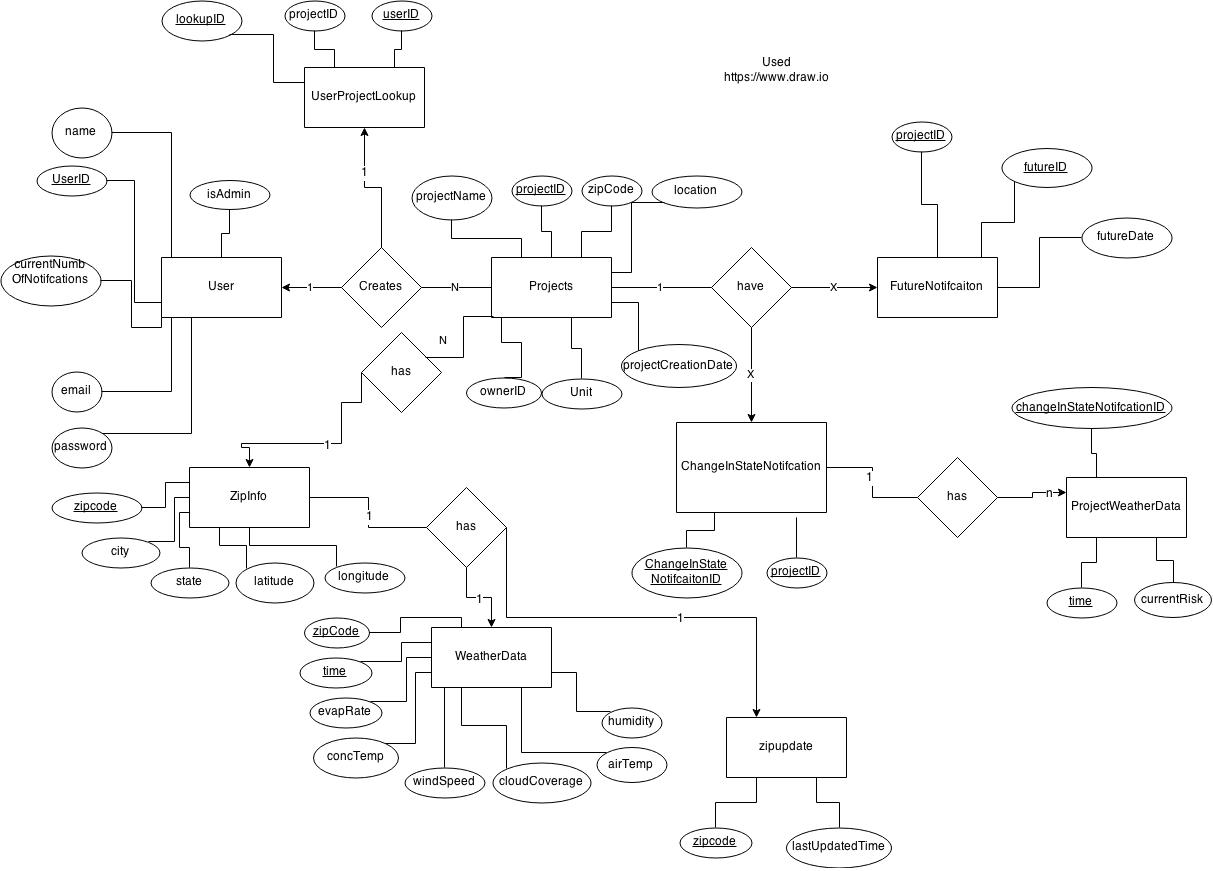 lookupID
projectID
userID
Used
https://www.draw.io
UserProjectLookup
name
projectID
1
futureID
UserID
isAdmin
projectName
projectID
zipCode
location
futureDate
currentNumb
OfNotifcations
User
1
Creates
N
Projects
1
have
X
FutureNotifcaiton
N
has
projectCreationDate
X
email
ownerID
Unit
changeInStateNotifcationID
password
1
ChangeInStateNotifcation
1
has
n
ProjectWeatherData
zipcode
ZipInfo
1
has
city
state
latitude
longitude
ChangeInState
NotifcaitonID
projectID
time
currentRisk
1
1
zipCode
WeatherData
time
evapRate
humidity
concTemp
windSpeed
cloudCoverage
airTemp
zipupdate
zipcode
lastUpdatedTime